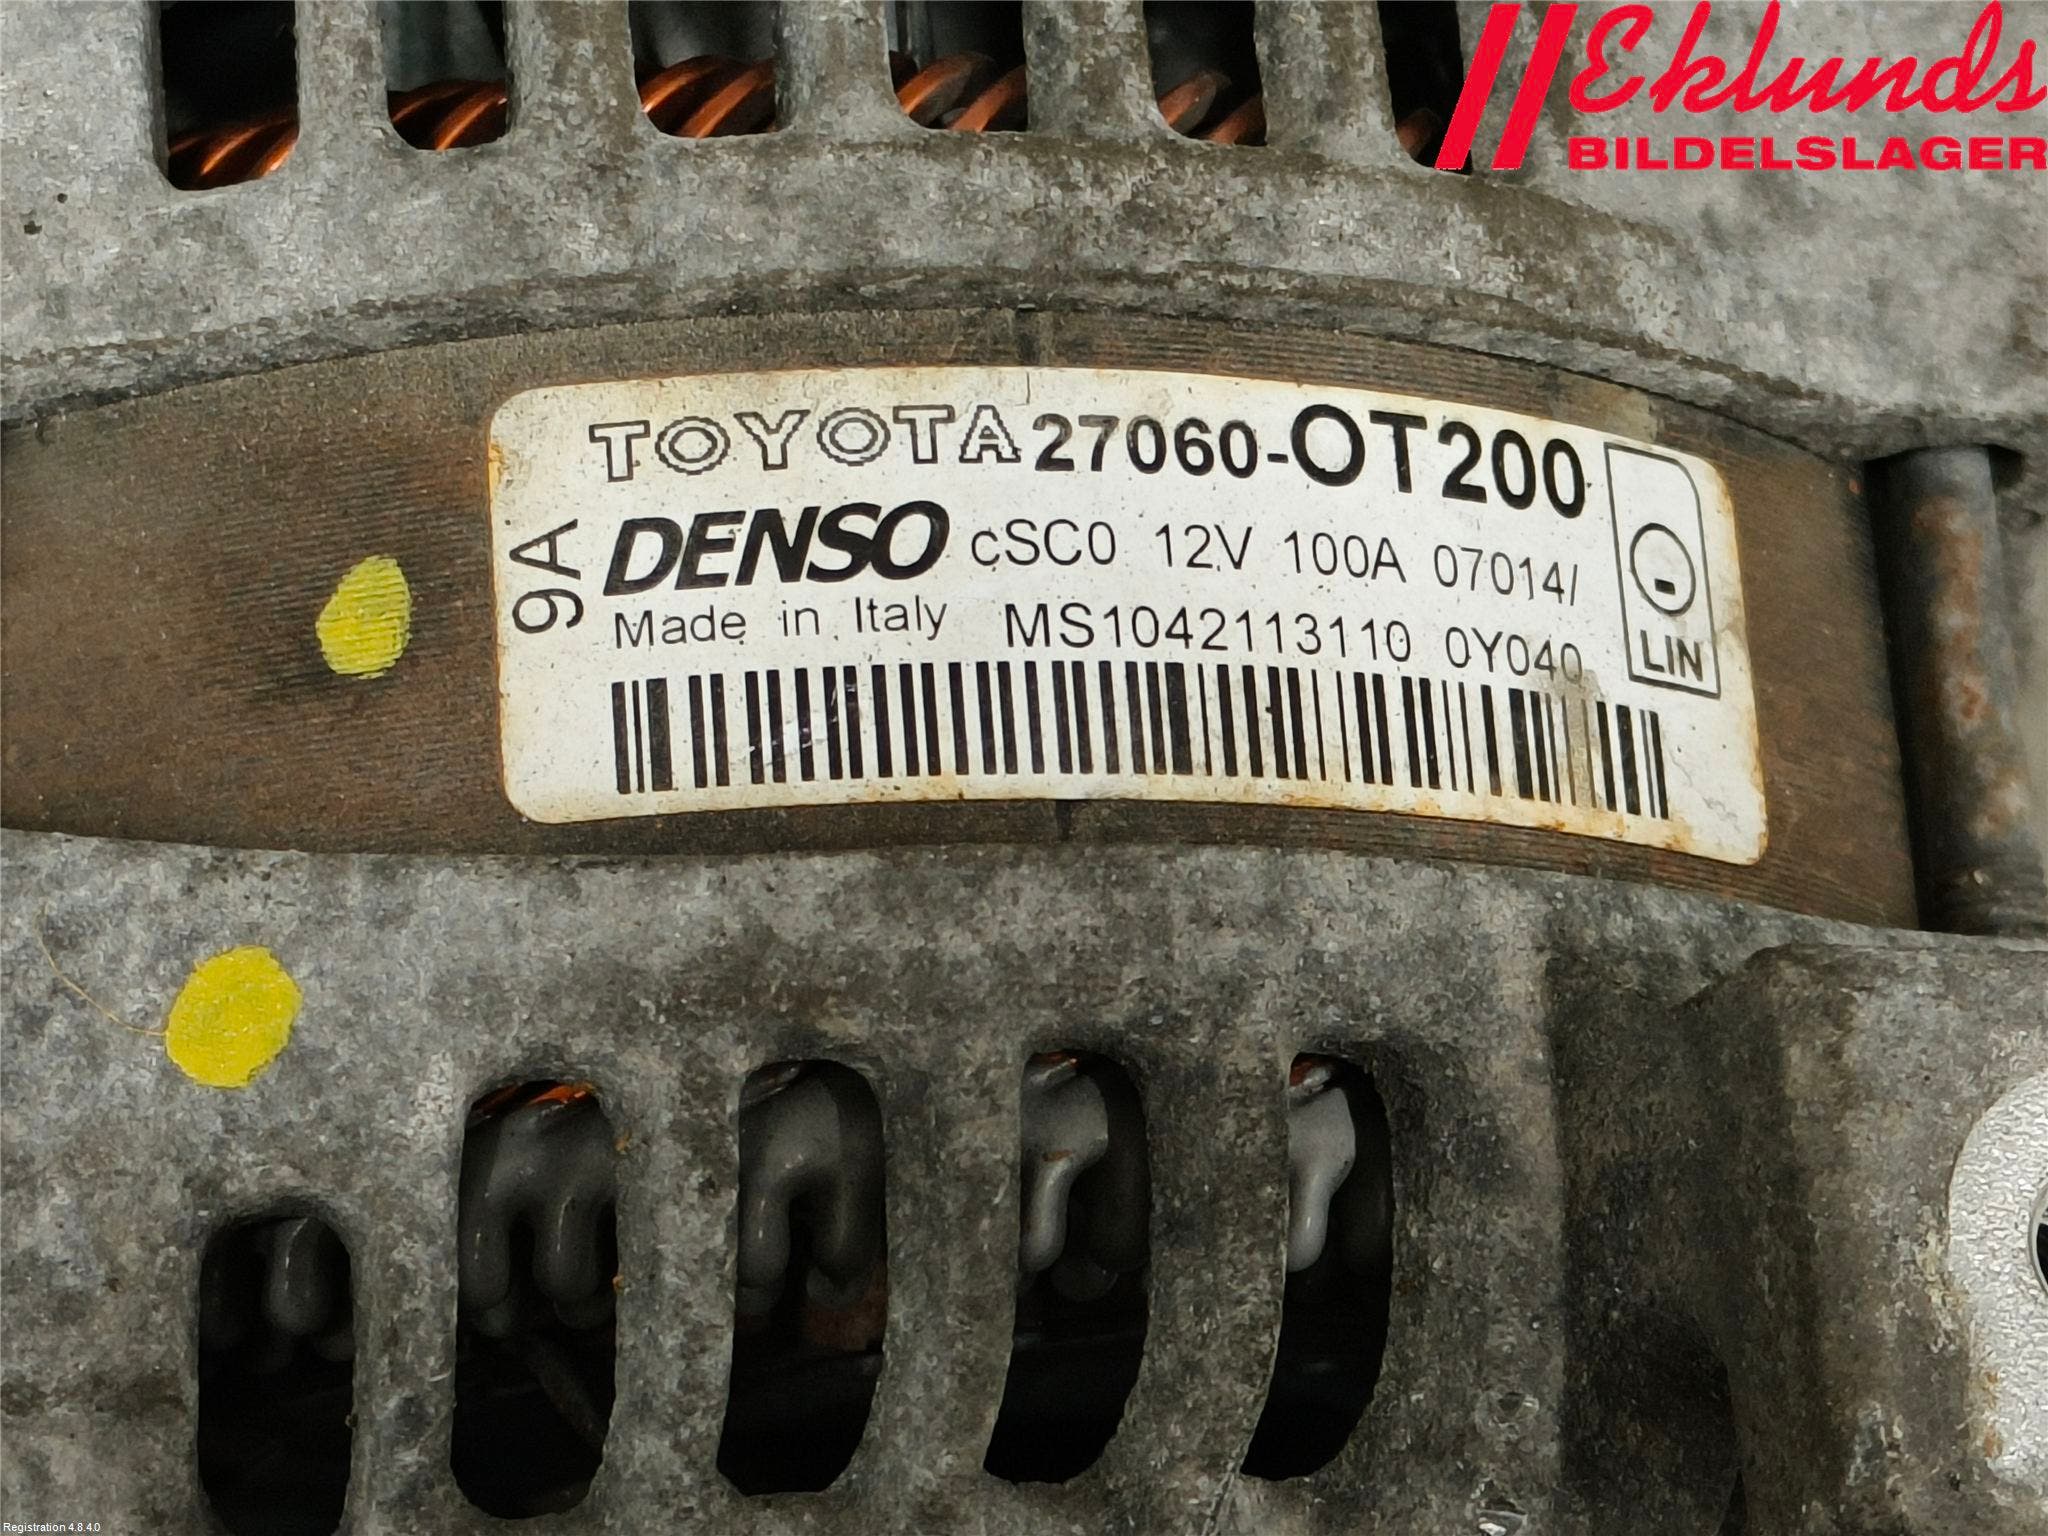 Eklunds
BILDELSLAGER
TOYOTA 27060-0T200
9A
DENSO cSC0 12V 100A 07014/
Made in Italy MS1042113110 0Y040
LIN
Registration 4.8.4.0